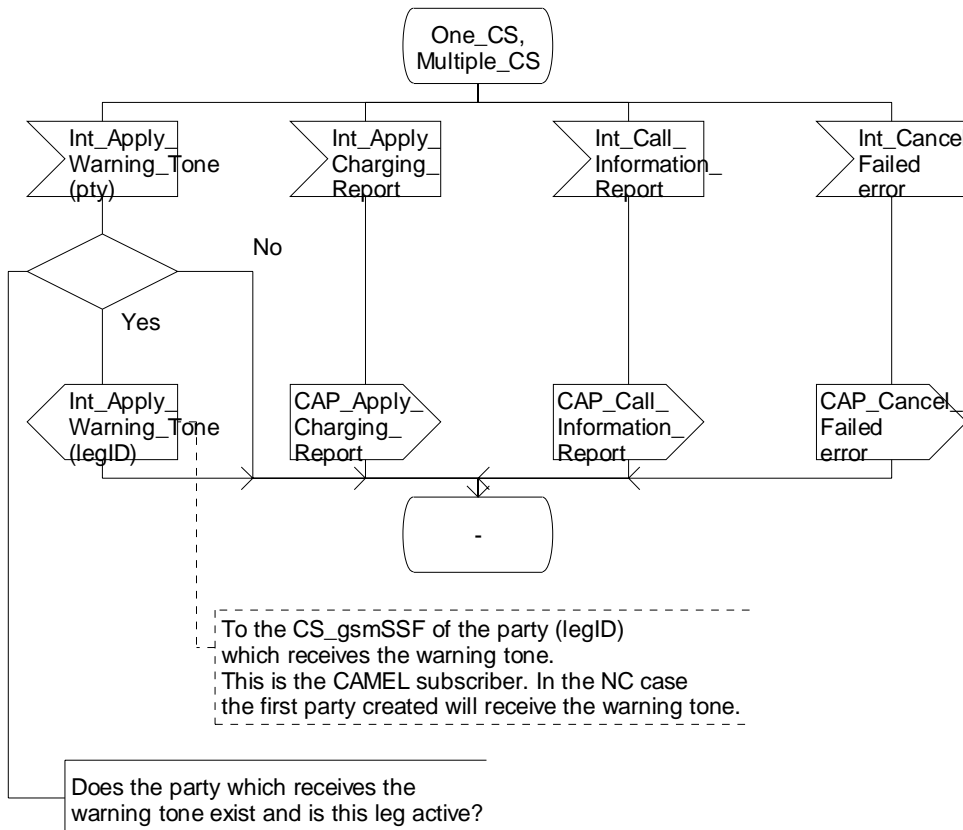 One_CS,
Multiple_CS
Int_Apply_
Warning_Tone
(pty)
Int_Apply_
Charging_
Report
Int_Call_
Information_
Report
Int_Cancel
Failed
error
No
Yes
Int_Apply_
Warning_Tone
(legID)
CAP_Apply_
Charging_
Report
CAP_Call_
Information_
Report
CAP_Cancel_
Failed
error
-
To the CS_gsmSSF of the party (legID)
which receives the warning tone.
This is the CAMEL subscriber. In the NC case
the first party created will receive the warning tone.
Does the party which receives the
warning tone exist and is this leg active?